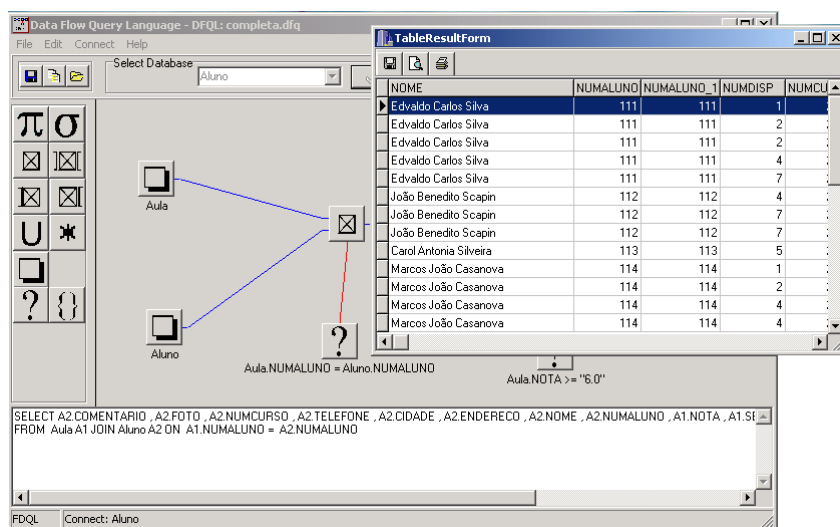 Data Flow Query Language - DFQL: completa.dfq
File Edit Connect Help
Select Database
Aluno
π σ
U *
? {}
Aula
Aluno
?
Aula.NUMALUNO = Aluno.NUMALUNO
Aula.NOTA >= "6.0"
TableResultForm
NOME NUMALUNO NUMALUNO_1 NUMDISP NUMCU
Edvaldo Carlos Silva 111 111 1
Edvaldo Carlos Silva 111 111 2
Edvaldo Carlos Silva 111 111 2
Edvaldo Carlos Silva 111 111 4
Edvaldo Carlos Silva 111 111 7
João Benedito Scapin 112 112 4
João Benedito Scapin 112 112 7
João Benedito Scapin 112 112 7
Carol Antonia Silveira 113 113 5
Marcos João Casanova 114 114 1
Marcos João Casanova 114 114 2
Marcos João Casanova 114 114 4
Marcos João Casanova 114 114 4
SELECT A2.COMENTARIO , A2.FOTO , A2.NUMCURSO , A2.TELEFONE , A2.CIDADE , A2.ENDERECO , A2.NOME , A2.NUMALUNO , A1.NOTA , A1.SE
FROM Aula A1 JOIN Aluno A2 ON A1.NUMALUNO = A2.NUMALUNO
FDQL Connect: Aluno